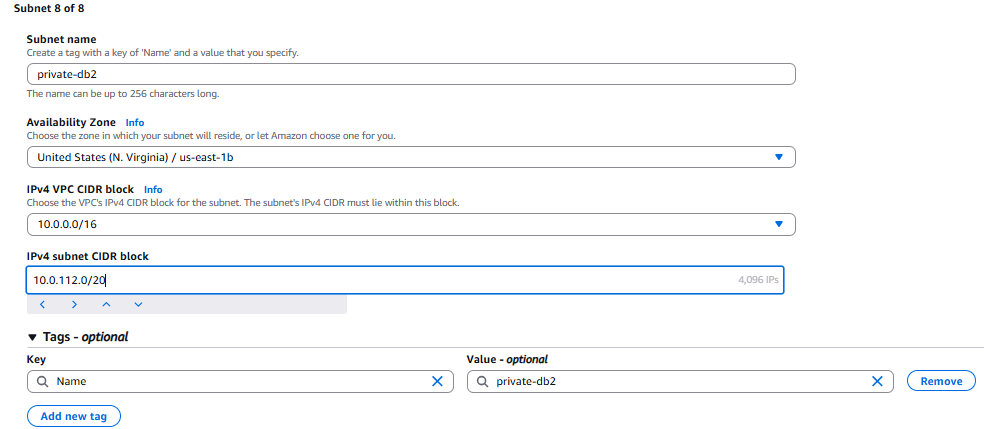 Subnet 8 of 8
Subnet name
Create a tag with a key of 'Name' and a value that you specify.
private-db2
The name can be up to 256 characters long.
Availability Zone Info
Choose the zone in which your subnet will reside, or let Amazon choose one for you.
United States (N. Virginia) / us-east-1b
IPv4 VPC CIDR block Info
Choose the VPC's IPv4 CIDR block for the subnet. The subnet's IPv4 CIDR must lie within this block.
10.0.0.0/16
IPv4 subnet CIDR block
10.0.112.0/20 4,096 IPs
Tags - optional
Key Value - optional
Name private-db2 Remove
Add new tag